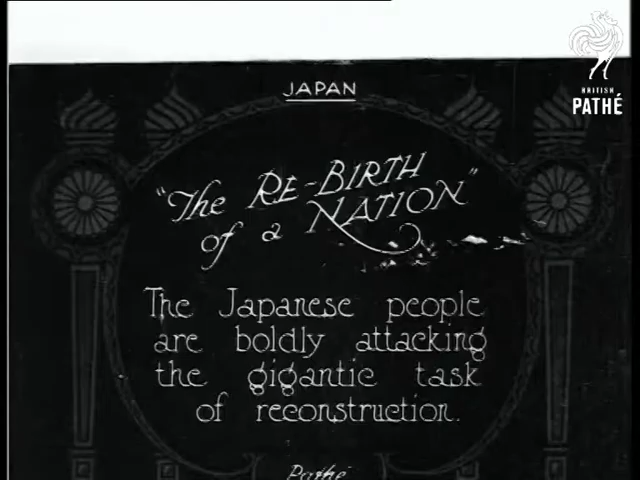 JAPAN
BRITISH
PATHÉ
"The RE-BIRTH
of a NATION"
The Japanese people
are boldly attacking
the gigantic task
of reconstruction.
Pathé